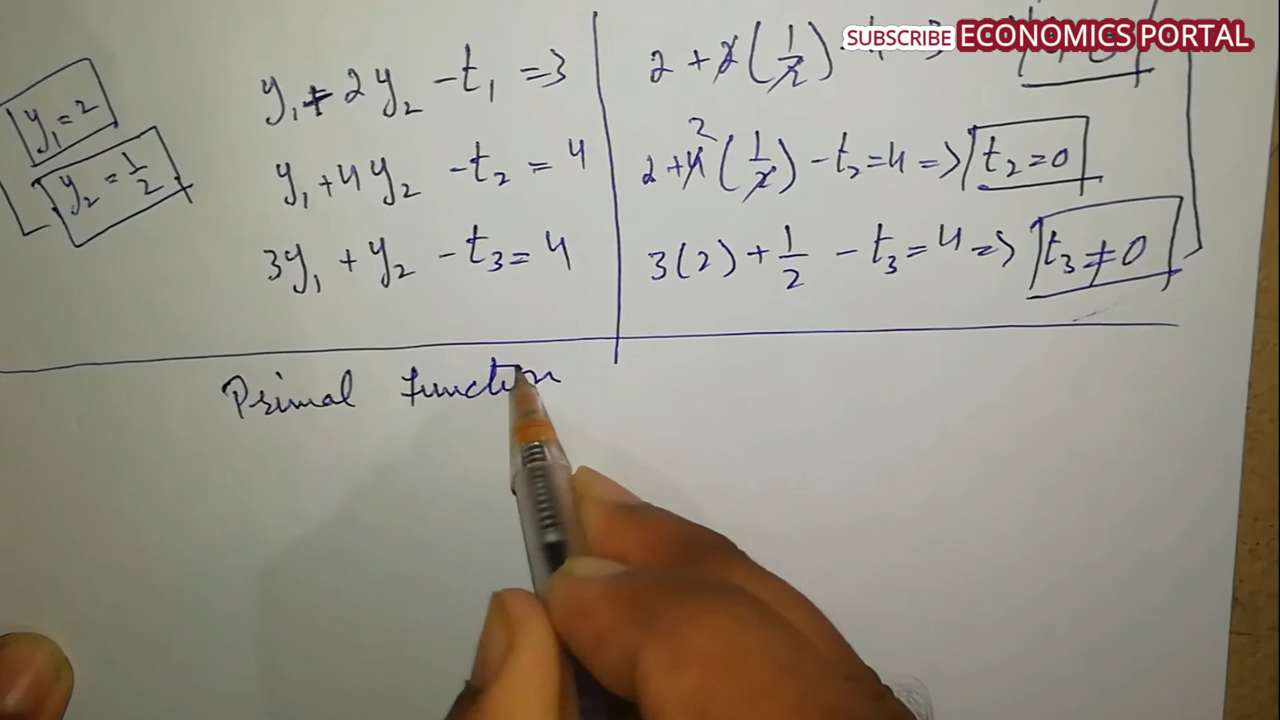 SUBSCRIBE ECONOMICS PORTAL
y₁=2
y₂ = 1/2
y₁ + 2y₂ - t₁ = 3
y₁ + 4y₂ - t₂ = 4
3y₁ + y₂ - t₃ = 4
2 + 2(1/2)
2 + 4² (1/2) - t₂ = 4 => t₂ = 0
3(2) + 1/2 - t₃ = 4 => t₃ ≠ 0
Primal Function